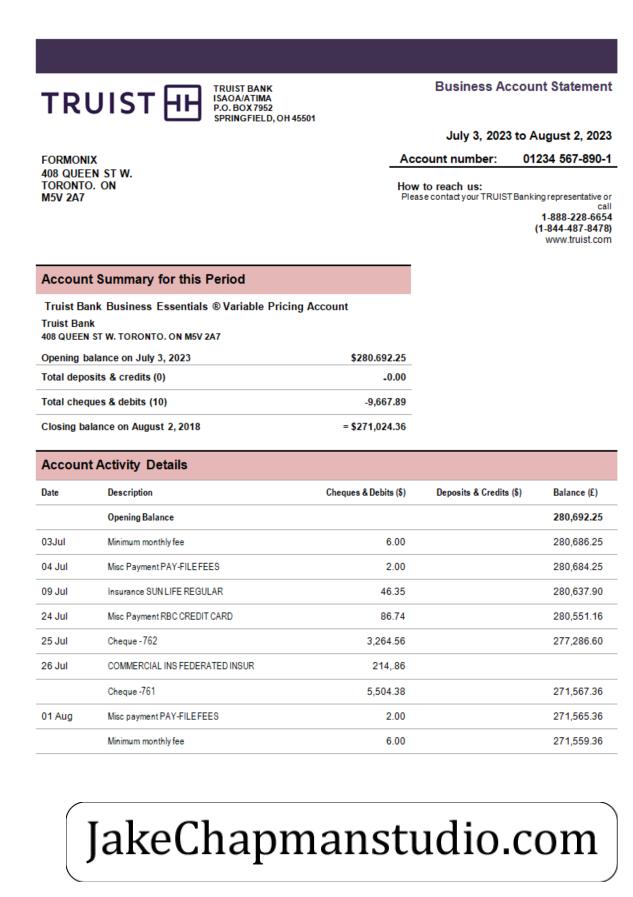 TRUIST
TRUIST BANK
ISAOA/ATIMA
P.O. BOX 7952
SPRINGFIELD, OH 45501
Business Account Statement
July 3, 2023 to August 2, 2023
Account number: 01234 567-890-1
FORMONIX
408 QUEEN ST W.
TORONTO. ON
M5V 2A7
How to reach us:
Please contact your TRUIST Banking representative or
call
1-888-228-6654
(1-844-487-8478)
www.truist.com
Account Summary for this Period
Truist Bank Business Essentials ® Variable Pricing Account
Truist Bank
408 QUEEN ST W. TORONTO. ON M5V 2A7
Opening balance on July 3, 2023 $280.692.25
Total deposits & credits (0) -0.00
Total cheques & debits (10) -9,667.89
Closing balance on August 2, 2018 = $271,024.36
Account Activity Details
Date Description Cheques & Debits ($) Deposits & Credits ($) Balance (£)
Opening Balance 280,692.25
03Jul Minimum monthly fee 6.00 280,686.25
04 Jul Misc Payment PAY-FILE FEES 2.00 280,684.25
09 Jul Insurance SUN LIFE REGULAR 46.35 280,637.90
24 Jul Misc Payment RBC CREDIT CARD 86.74 280,551.16
25 Jul Cheque -762 3,264.56 277,286.60
26 Jul COMMERCIAL INS FEDERATED INSUR 214,.86
Cheque -761 5,504.38 271,567.36
01 Aug Misc payment PAY-FILE FEES 2.00 271,565.36
Minimum monthly fee 6.00 271,559.36
JakeChapmanstudio.com